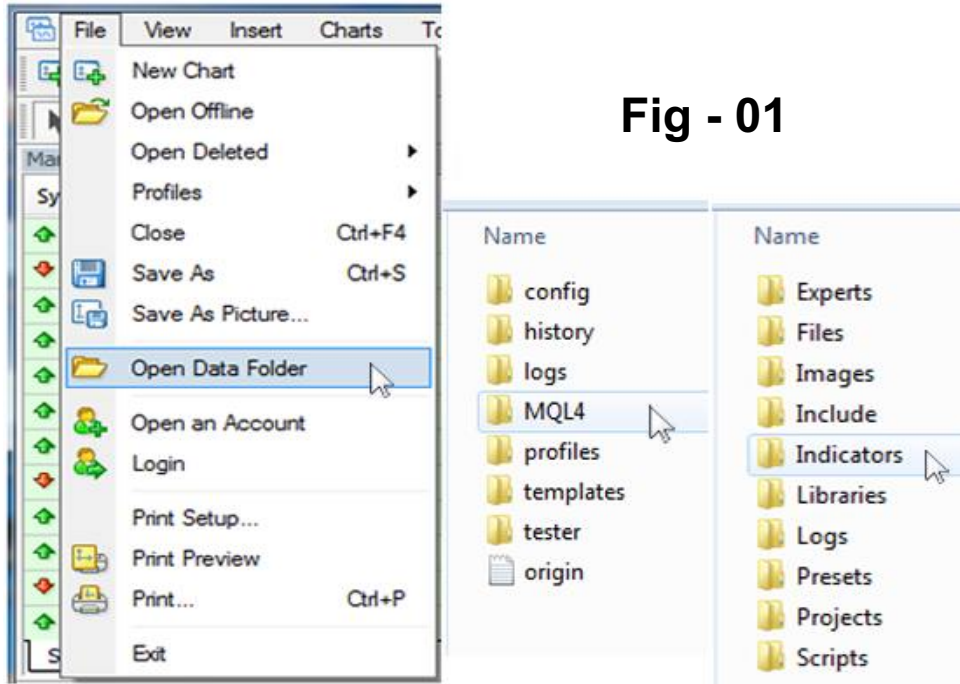 File View Insert Charts
New Chart
Open Offline
Open Deleted
Profiles
Close Ctrl+F4
Save As Ctrl+S
Save As Picture...
Open Data Folder
Open an Account
Login
Print Setup...
Print Preview
Print... Ctrl+P
Exit
Fig - 01
Name
config
history
logs
MQL4
profiles
templates
tester
origin
Name
Experts
Files
Images
Include
Indicators
Libraries
Logs
Presets
Projects
Scripts